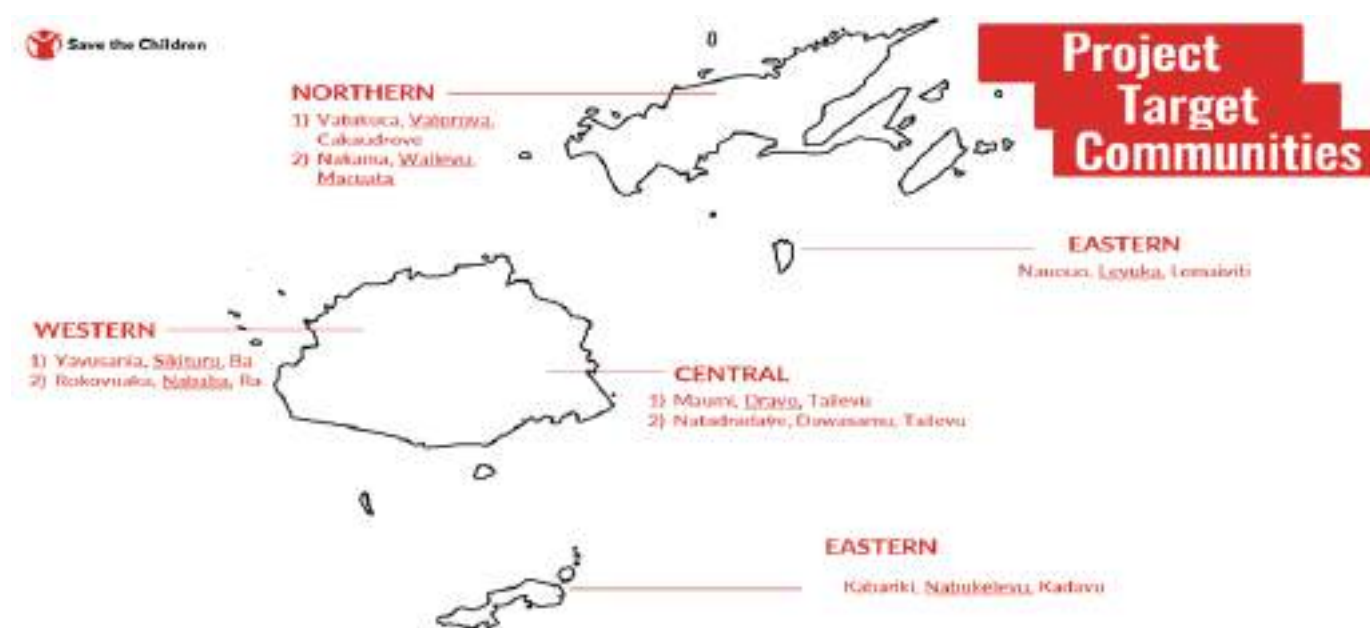 Save the Children
Project
Target
Communities
NORTHERN
1) Vatukuca, Vaturova,
Cakaudrove
2) Nakama, Wailevu,
Macuata
EASTERN
Levuka, Lomaiviti
WESTERN
1) Yavusania, Sikituru, Ba
2) Rokovuaka, Nababa, Ra
CENTRAL
1) Maumi, Dravo, Tailevu
2) Natadradave, Dawasamu, Tailevu
EASTERN
Kabariki, Nabukelevu, Kadavu